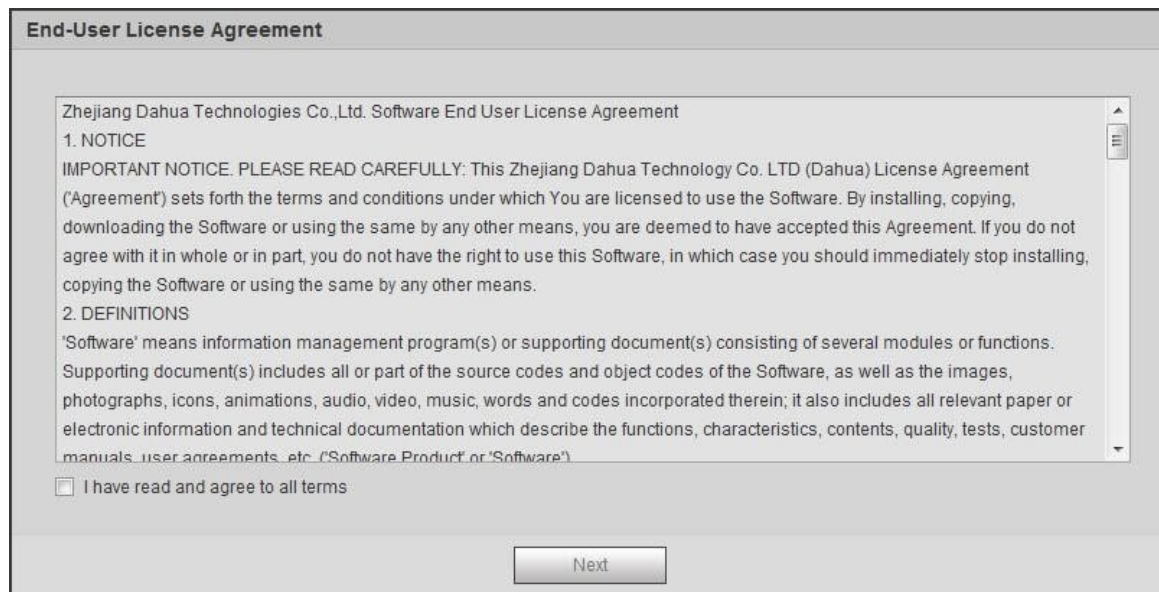 End-User License Agreement
Zhejiang Dahua Technologies Co.,Ltd. Software End User License Agreement
1. NOTICE
IMPORTANT NOTICE. PLEASE READ CAREFULLY: This Zhejiang Dahua Technology Co. LTD (Dahua) License Agreement
('Agreement') sets forth the terms and conditions under which You are licensed to use the Software. By installing, copying,
downloading the Software or using the same by any other means, you are deemed to have accepted this Agreement. If you do not
agree with it in whole or in part, you do not have the right to use this Software, in which case you should immediately stop installing,
copying the Software or using the same by any other means.
2. DEFINITIONS
'Software' means information management program(s) or supporting document(s) consisting of several modules or functions.
Supporting document(s) includes all or part of the source codes and object codes of the Software, as well as the images,
photographs, icons, animations, audio, video, music, words and codes incorporated therein; it also includes all relevant paper or
electronic information and technical documentation which describe the functions, characteristics, contents, quality, tests, customer
manuals, user agreements, etc. ('Software Product' or 'Software')
I have read and agree to all terms
Next